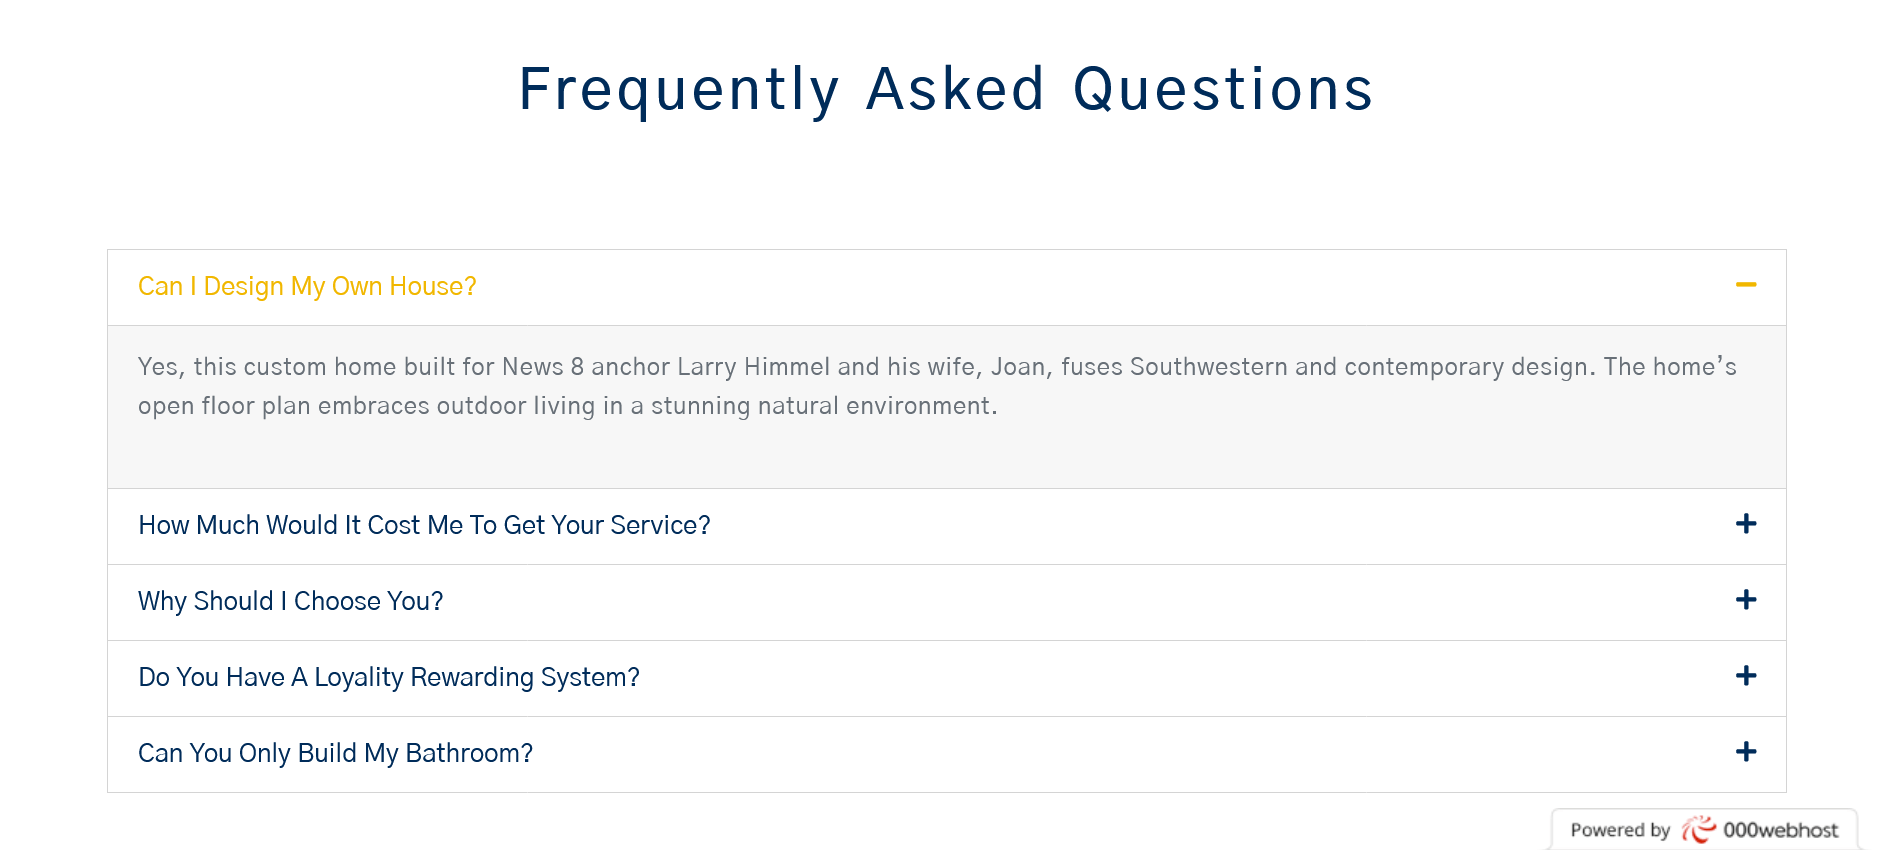 Frequently Asked Questions
Can I Design My Own House?
Yes, this custom home built for News 8 anchor Larry Himmel and his wife, Joan, fuses Southwestern and contemporary design. The home’s
open floor plan embraces outdoor living in a stunning natural environment.
How Much Would It Cost Me To Get Your Service?
Why Should I Choose You?
Do You Have A Loyality Rewarding System?
Can You Only Build My Bathroom?
Powered by 000webhost